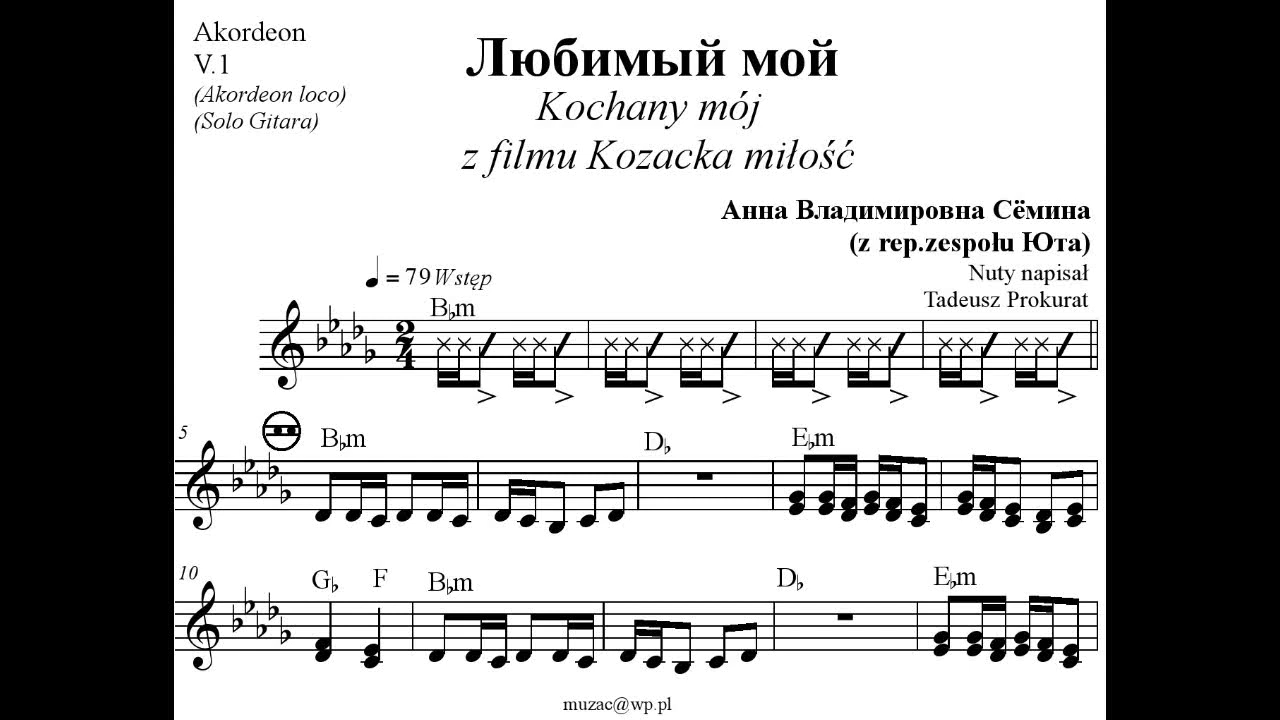 Akordeon
V.1
(Akordeon loco)
(Solo Gitara)
Любимый мой
Kochany mój
z filmu Kozacka miłość
Анна Владимировна Сёмина
(z rep.zespołu Юта)
Nuty napisał
Tadeusz Prokurat
= 79 Wstęp
B♭m
2
4
5
B♭m D♭ E♭m
10
G♭ F B♭m D♭ E♭m
muzac@wp.pl